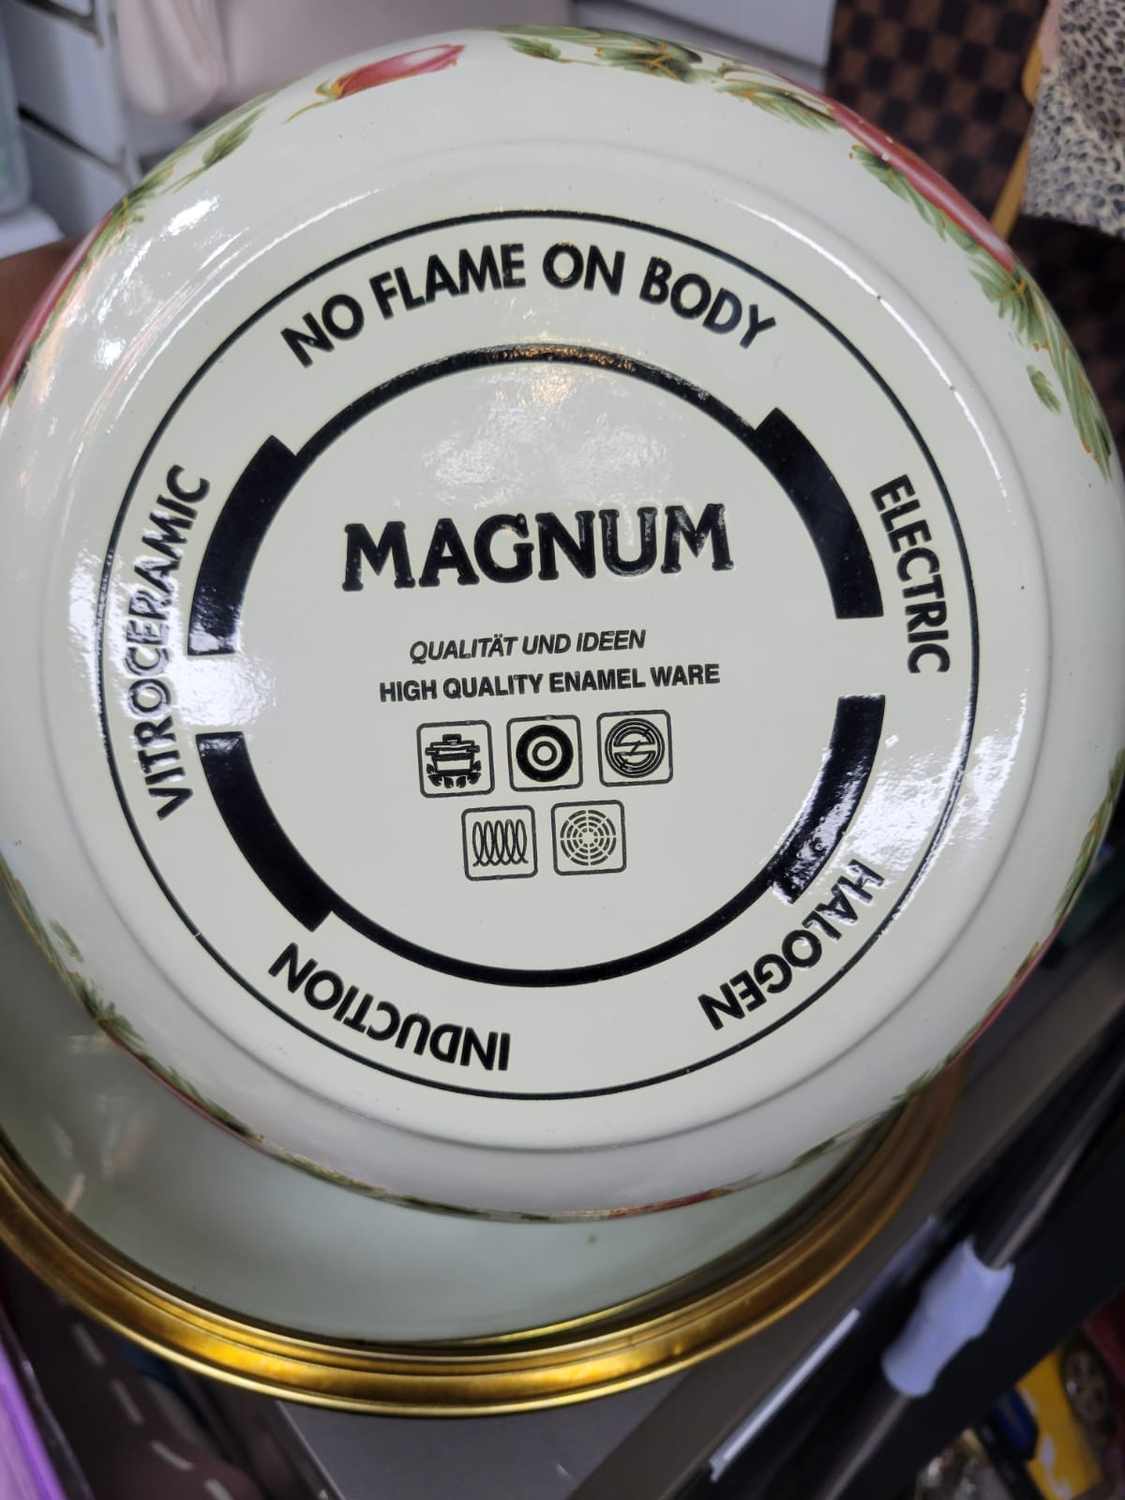 NO FLAME ON BODY
VITROCERAMIC
ELECTRIC
MAGNUM
QUALITÄT UND IDEEN
HIGH QUALITY ENAMEL WARE
HALOGEN
INDUCTION